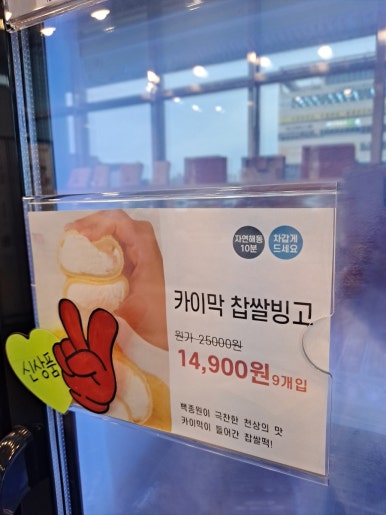 자연해동
10분
차갑게
드세요
카이막 찹쌀빙고
원가 25000원
14,900원 9개입
신상품
백종원이 극찬한 천상의 맛
카이막이 들어간 찹쌀떡!